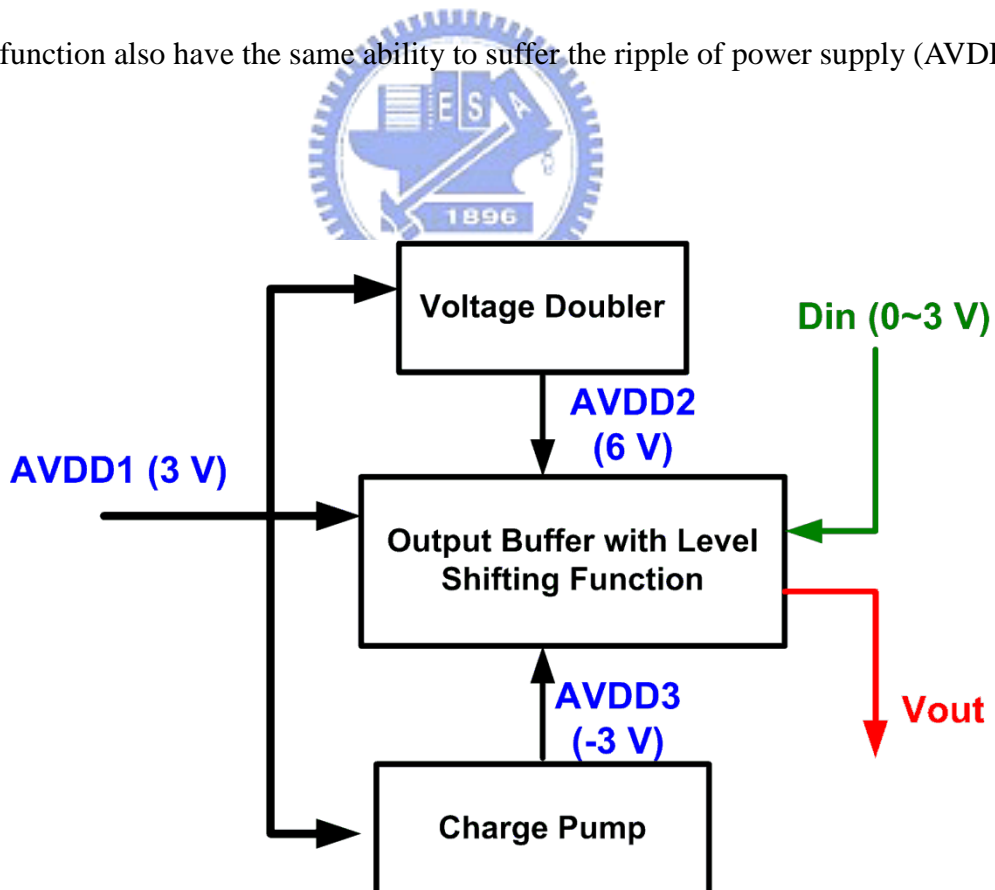 function also have the same ability to suffer the ripple of power supply (AVD
E S A
1896
Voltage Doubler
Din (0~3 V)
AVDD2
(6 V)
AVDD1 (3 V)
Output Buffer with Level
Shifting Function
AVDD3
(-3 V)
Vout
Charge Pump